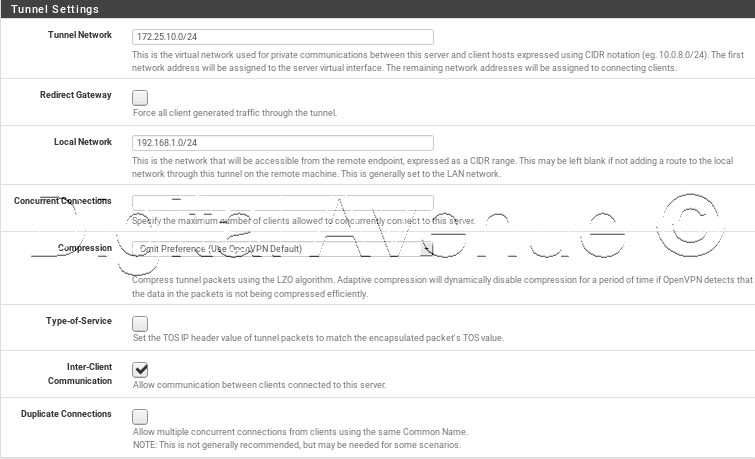 Tunnel Settings
Tunnel Network
172.25.10.0/24
This is the virtual network used for private communications between this server and client hosts expressed using CIDR notation (eg. 10.0.8.0/24). The first
network address will be assigned to the server virtual interface. The remaining network addresses will be assigned to connecting clients.
Redirect Gateway
Force all client generated traffic through the tunnel.
Local Network
192.168.1.0/24
This is the network that will be accessible from the remote endpoint, expressed as a CIDR range. This may be left blank if not adding a route to the local
network through this tunnel on the remote machine. This is generally set to the LAN network.
Concurrent Connections
Specify the maximum number of clients allowed to concurrently connect to this server.
Compression
Omit Preference (Use OpenVPN Default)
Compress tunnel packets using the LZO algorithm. Adaptive compression will dynamically disable compression for a period of time if OpenVPN detects that
the data in the packets is not being compressed efficiently.
Type-of-Service
Set the TOS IP header value of tunnel packets to match the encapsulated packet's TOS value.
Inter-Client
Communication
Allow communication between clients connected to this server.
Duplicate Connections
Allow multiple concurrent connections from clients using the same Common Name.
NOTE: This is not generally recommended, but may be needed for some scenarios.